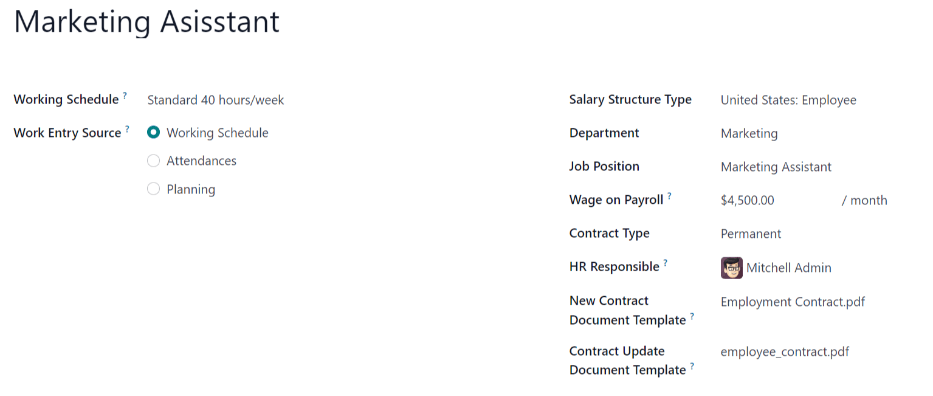 Marketing Asisstant
Working Schedule ? Standard 40 hours/week
Work Entry Source ? Working Schedule
Attendances
Planning
Salary Structure Type United States: Employee
Department Marketing
Job Position Marketing Assistant
Wage on Payroll ? $4,500.00 / month
Contract Type Permanent
HR Responsible ? Mitchell Admin
New Contract
Document Template ? Employment Contract.pdf
Contract Update
Document Template ? employee_contract.pdf